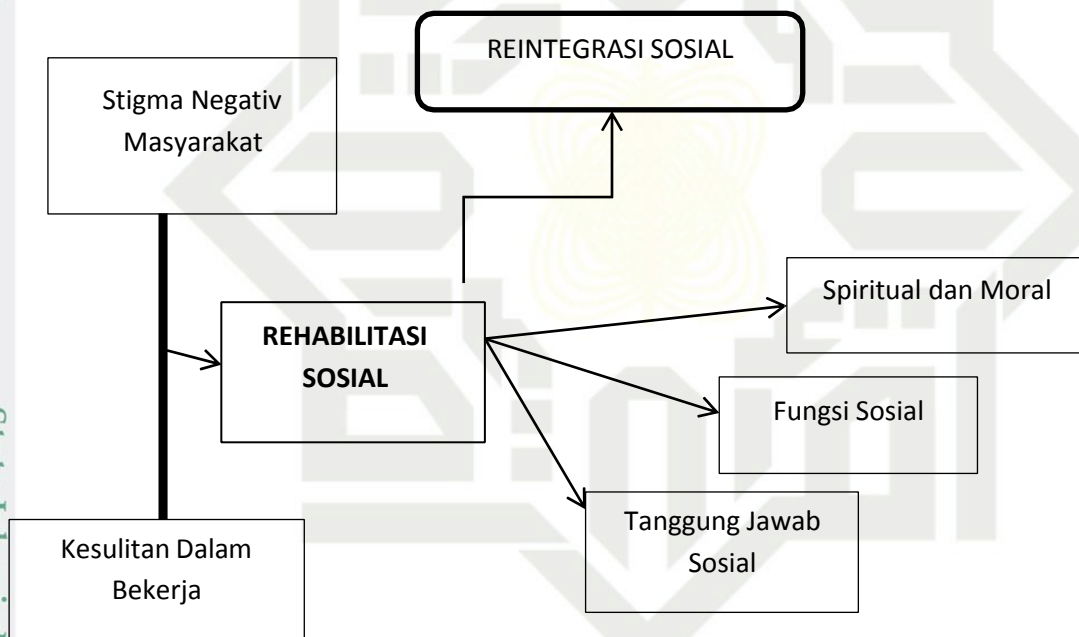 REINTEGRASI SOSIAL
Stigma Negativ
Masyarakat
Spiritual dan Moral
REHABILITASI
SOSIAL
Fungsi Sosial
Tanggung Jawab
Sosial
Kesulitan Dalam
Bekerja